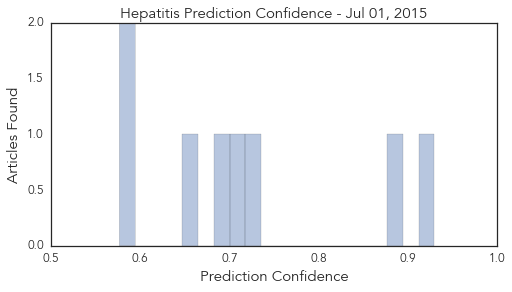 Hepatitis Prediction Confidence - Jul 01, 2015
2.0
1.5
1.0
0.5
0.0
Articles Found
0.5 0.6 0.7 0.8 0.9 1.0
Prediction Confidence